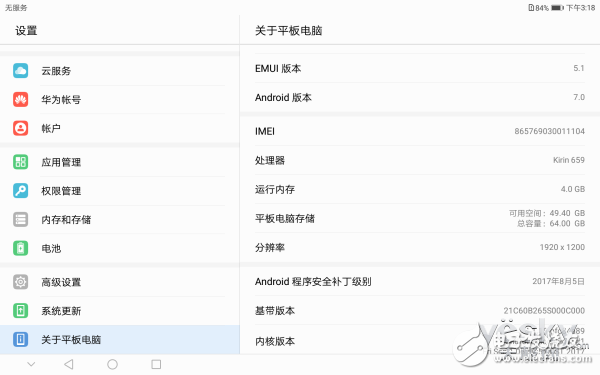 无服务
84% 下午3:18
设置
云服务
华为帐号
帐户
应用管理
权限管理
内存和存储
电池
高级设置
系统更新
关于平板电脑
关于平板电脑
EMUI 版本 5.1
Android 版本 7.0
IMEI 865769030011104
处理器 Kirin 659
运行内存 4.0 GB
平板电脑存储 可用空间: 49.40 GB
总容量: 64.00 GB
分辨率 1920 x 1200
Android 程序安全补丁级别 2017年8月5日
基带版本 21C60B265S000C000
内核版本